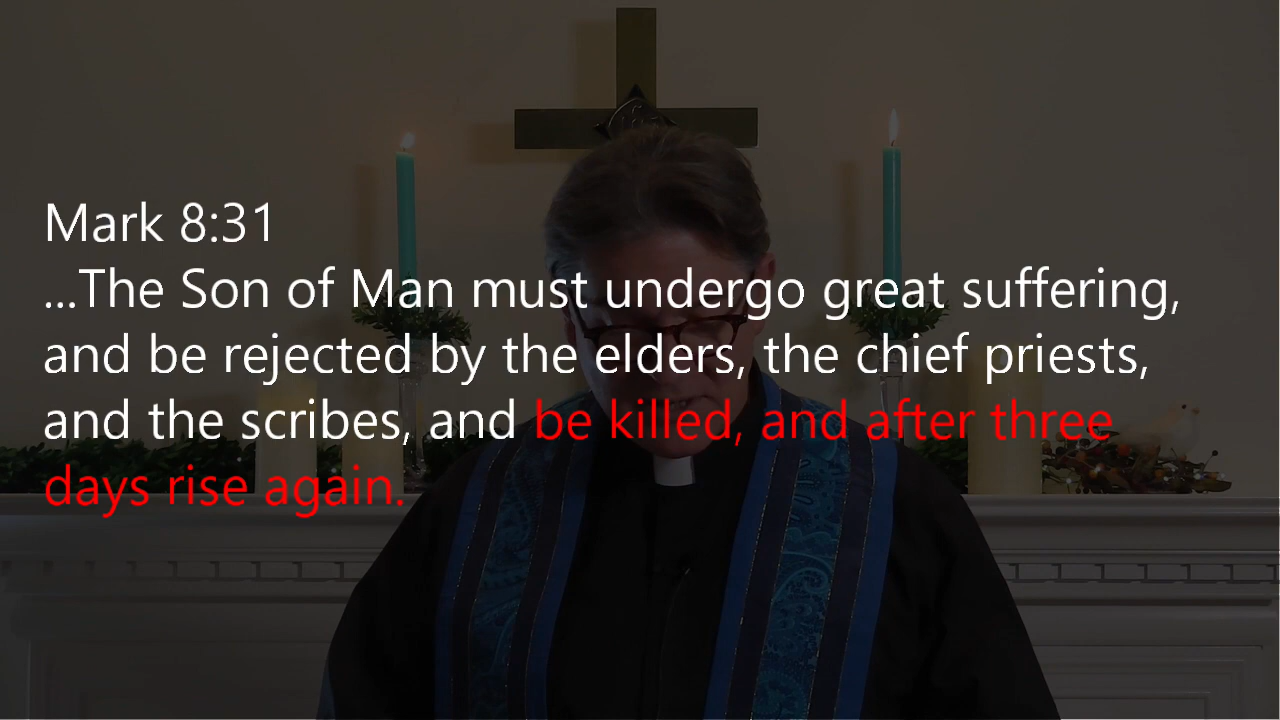 Mark 8:31
...The Son of Man must undergo great suffering,
and be rejected by the elders, the chief priests,
and the scribes, and be killed, and after three
days rise again.